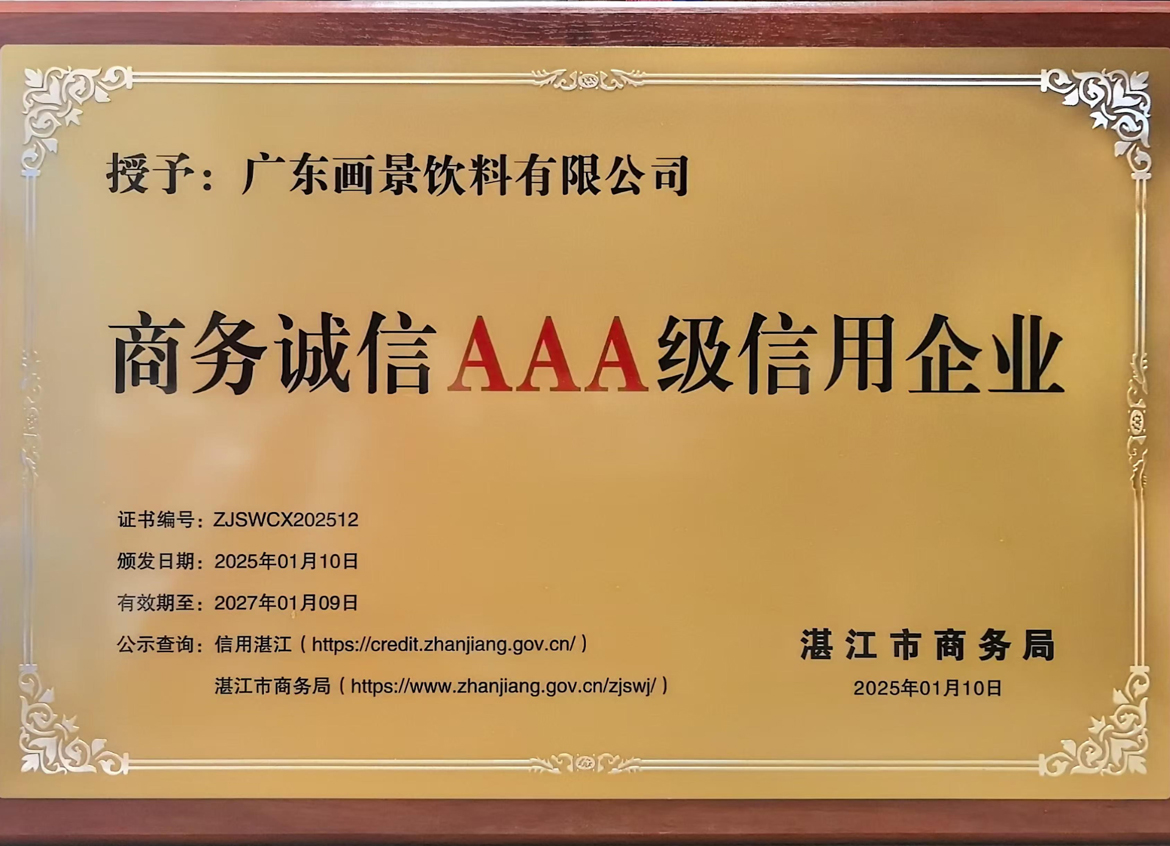 授予：广东画景饮料有限公司
商务诚信AAA级信用企业
证书编号：ZJSWCX202512
颁发日期：2025年01月10日
有效期至：2027年01月09日
公示查询：信用湛江（https://credit.zhanjiang.gov.cn/）
湛江市商务局（https://www.zhanjiang.gov.cn/zjswj/）
湛江市商务局
2025年01月10日